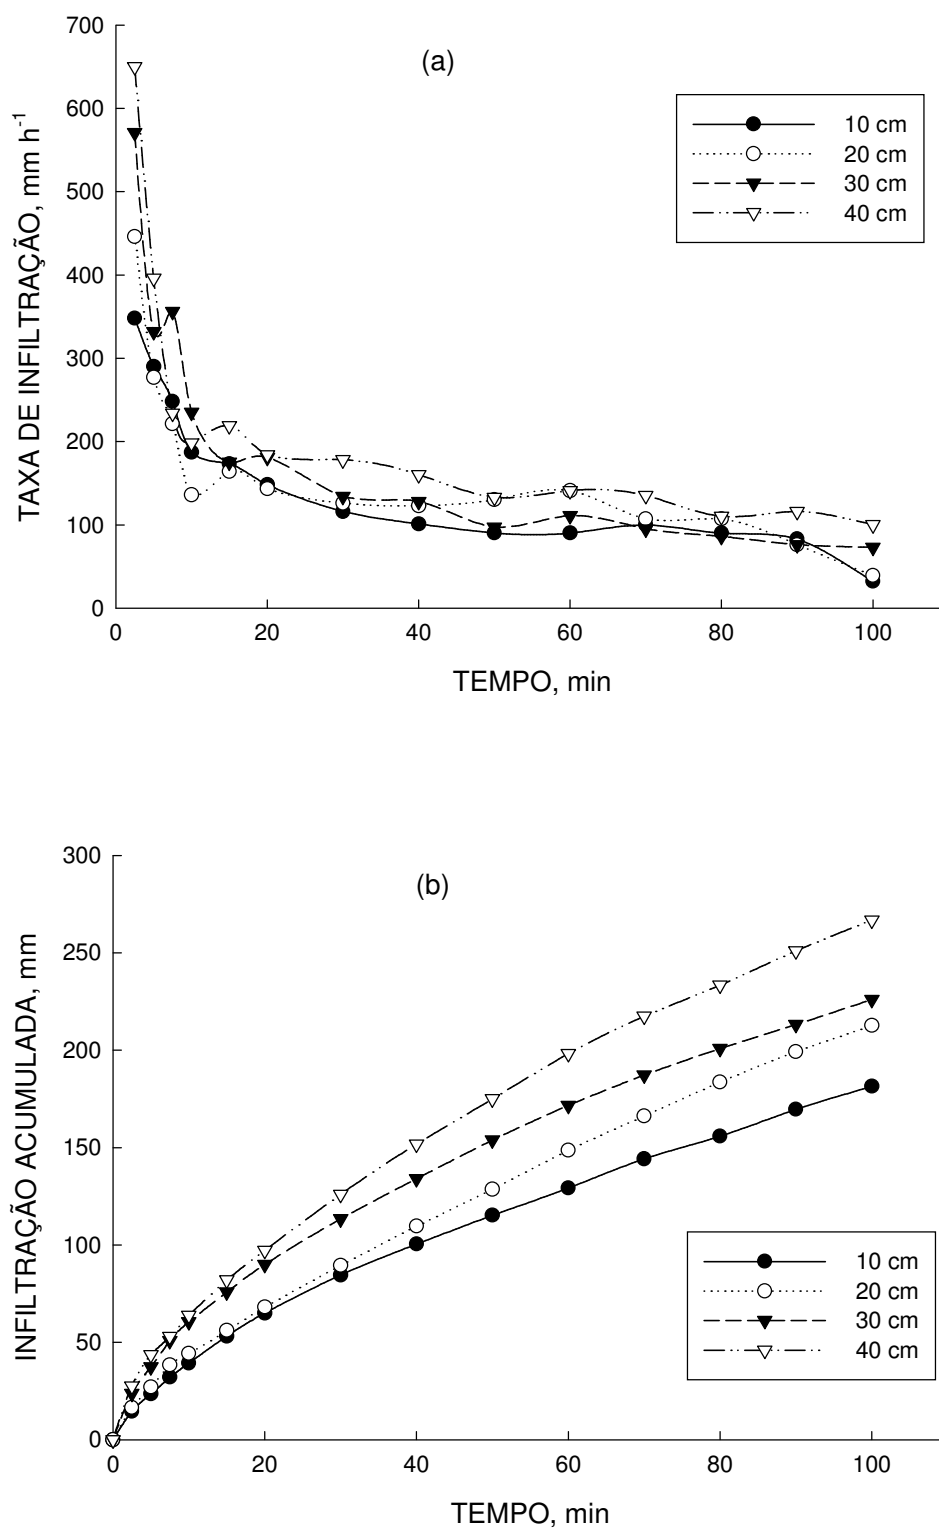 700
(a)
600
10 cm
20 cm
500
30 cm
40 cm
400
300
200
100
0
TAXA DE INFILTRAÇÃO, mm h-1
0 20 40 60 80 100
TEMPO, min
300
(b)
250
200
150
100
10 cm
20 cm
50
30 cm
40 cm
0
INFILTRAÇÃO ACUMULADA, mm
0 20 40 60 80 100
TEMPO, min